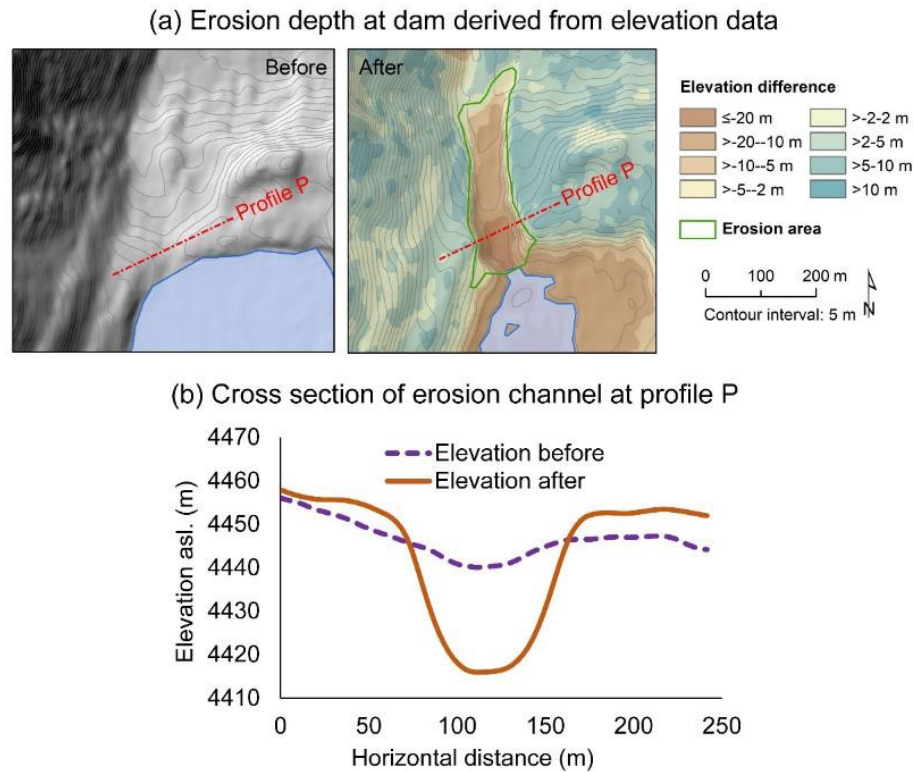 (a) Erosion depth at dam derived from elevation data
Before
Profile P
After
Profile P
Elevation difference
≤-20 m
>-20--10 m
>-10--5 m
>-5--2 m
>-2-2 m
>2-5 m
>5-10 m
>10 m
Erosion area
0 100 200 m
Contour interval: 5 m
N
(b) Cross section of erosion channel at profile P
Elevation before
Elevation after
Elevation asl. (m)
4470
4460
4450
4440
4430
4420
4410
0 50 100 150 200 250
Horizontal distance (m)